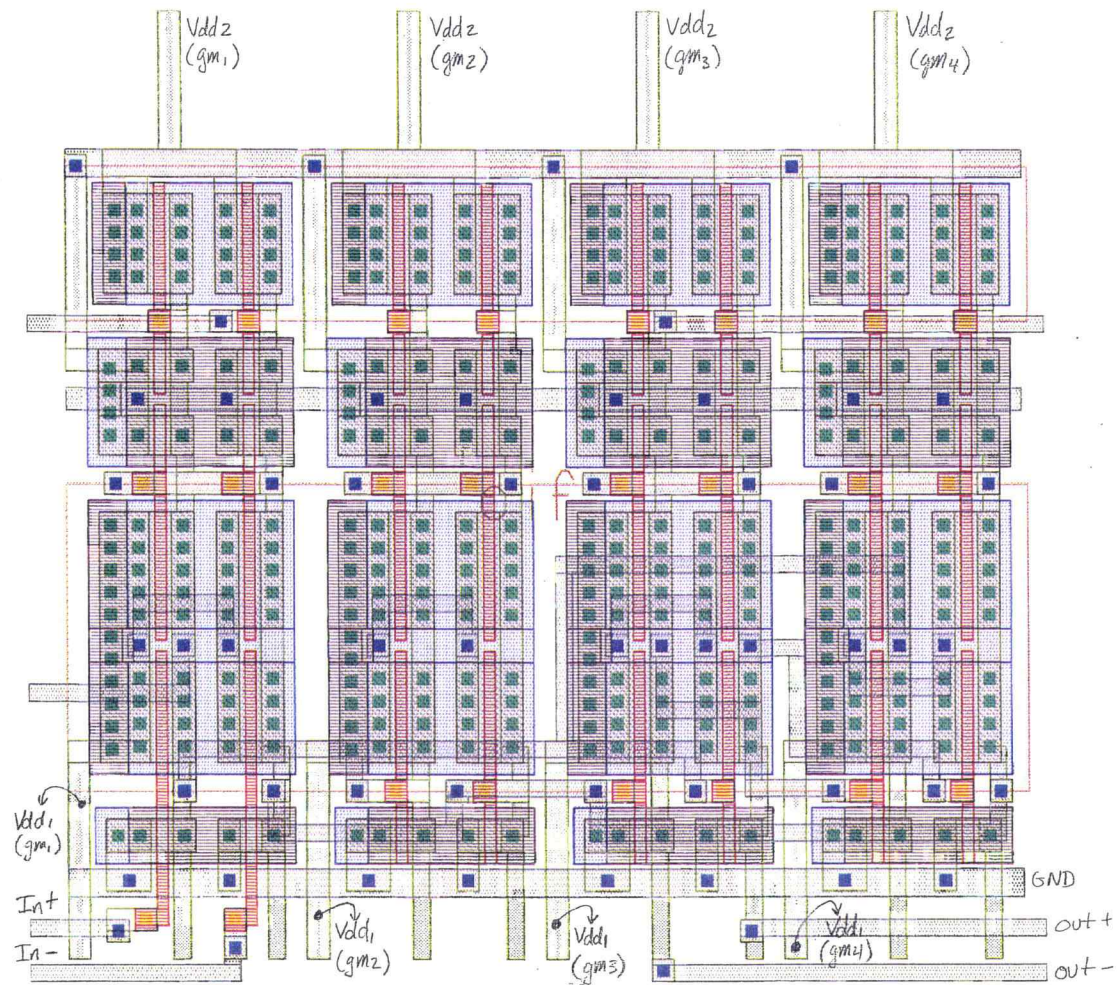 Vdd2
(gm1)
Vdd2
(gm2)
Vdd2
(gm3)
Vdd2
(gm4)
f
Vdd1
(gm1)
In+
In-
Vdd1
(gm2)
Vdd1
(gm3)
Vdd1
(gm4)
GND
out+
out-